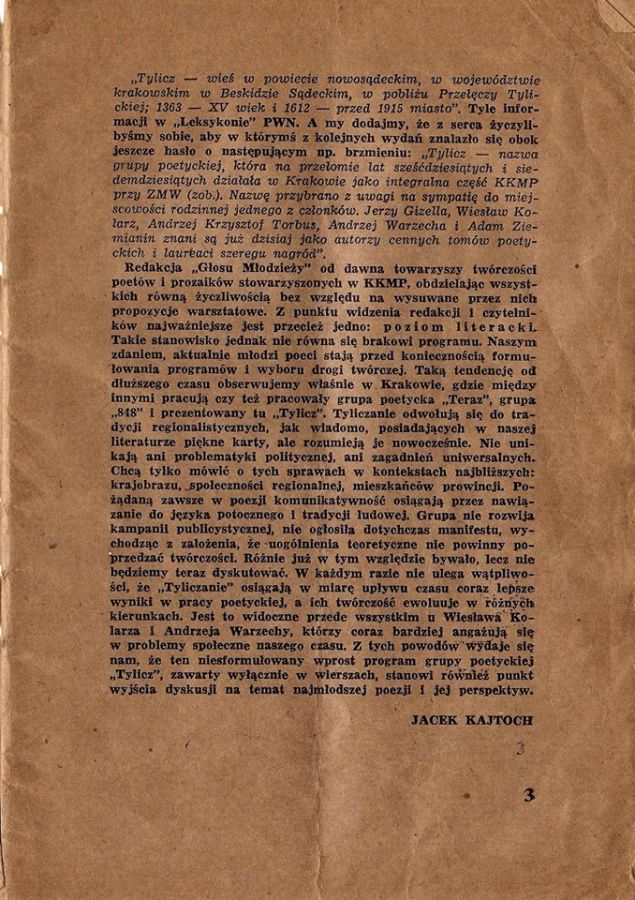 „Tylicz — wieś w powiecie nowosądeckim, w województwie
krakowskim w Beskidzie Sądeckim, w pobliżu Przełęczy Tyli-
ckiej; 1363 — XV wiek i 1612 — przed 1915 miasto”. Tyle infor-
macji w „Leksykonie” PWN. A my dodajmy, że z serca życzyli-
byśmy sobie, aby w którymś z kolejnych wydań znalazło się obok
jeszcze hasło o następującym np. brzmieniu: „Tylicz — nazwa
grupy poetyckiej, która na przełomie lat sześćdziesiątych i sie-
demdziesiątych działała w Krakowie jako integralna część KKMP
przy ZMW (zob.). Nazwę przybrano z uwagi na sympatię do miej-
scowości rodzinnej jednego z członków. Jerzy Gizella, Wiesław Ko-
larz, Andrzej Krzysztof Torbus, Andrzej Warzecha i Adam Zie-
mianin znani są już dzisiaj jako autorzy cennych tomów poety-
ckich i laureaci szeregu nagród”.
Redakcja „Głosu Młodzieży” od dawna towarzyszy twórczości
poetów i prozaików stowarzyszonych w KKMP, obdzielając wszyst-
kich równą życzliwością bez względu na wysuwane przez nich
propozycje warsztatowe. Z punktu widzenia redakcji i czytelni-
ków najważniejsze jest przecież jedno: poziom literacki.
Takie stanowisko jednak nie równa się brakowi programu. Naszym
zdaniem, aktualnie młodzi poeci stają przed koniecznością formu-
łowania programów i wyboru drogi twórczej. Taką tendencję od
dłuższego czasu obserwujemy właśnie w Krakowie, gdzie między
innymi pracują czy też pracowały grupa poetycka „Teraz”, grupa
„848” i prezentowany tu „Tylicz”. Tyliczanie odwołują się do tra-
dycji regionalistycznych, jak wiadomo, posiadających w naszej
literaturze piękne karty, ale rozumieją je nowocześnie. Nie uni-
kają ani problematyki politycznej, ani zagadnień uniwersalnych.
Chcą tylko mówić o tych sprawach w kontekstach najbliższych:
krajobrazu, społeczności regionalnej, mieszkańców prowincji. Po-
żądaną zawsze w poezji komunikatywność osiągają przez nawią-
zanie do języka potocznego i tradycji ludowej. Grupa nie rozwija
kampanii publicystycznej, nie ogłosiła dotychczas manifestu, wy-
chodząc z założenia, że uogólnienia teoretyczne nie powinny po-
przedzać twórczości. Różnie już w tym względzie bywało, lecz nie
będziemy teraz dyskutować. W każdym razie nie ulega wątpliwo-
ści, że „Tyliczanie” osiągają w miarę upływu czasu coraz lepsze
wyniki w pracy poetyckiej, a ich twórczość ewoluuje w różnych
kierunkach. Jest to widoczne przede wszystkim u Wiesława Ko-
larza i Andrzeja Warzechy, którzy coraz bardziej angażują się
w problemy społeczne naszego czasu. Z tych powodów wydaje się
nam, że ten niesformułowany wprost program grupy poetyckiej
„Tylicz”, zawarty wyłącznie w wierszach, stanowi również punkt
wyjścia dyskusji na temat najmłodszej poezji i jej perspektyw.
JACEK KAJTOCH
3
3